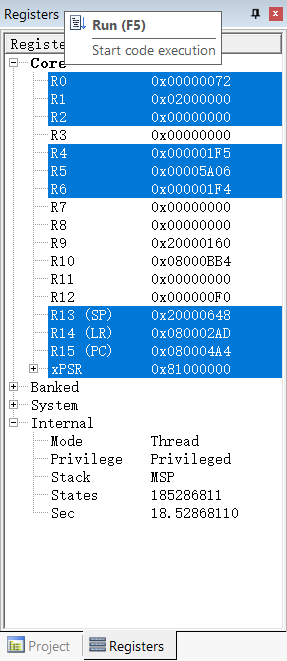 Registers
Run (F5)
Start code execution
Core
R0 0x00000072
R1 0x02000000
R2 0x00000000
R3 0x00000000
R4 0x000001F5
R5 0x00005A06
R6 0x000001F4
R7 0x00000000
R8 0x00000000
R9 0x20000160
R10 0x08000BB4
R11 0x00000000
R12 0x000000F0
R13 (SP) 0x20000648
R14 (LR) 0x080002AD
R15 (PC) 0x080004A4
xPSR 0x81000000
Banked
System
Internal
Mode Thread
Privilege Privileged
Stack MSP
States 185286811
Sec 18.52868110
Project Registers